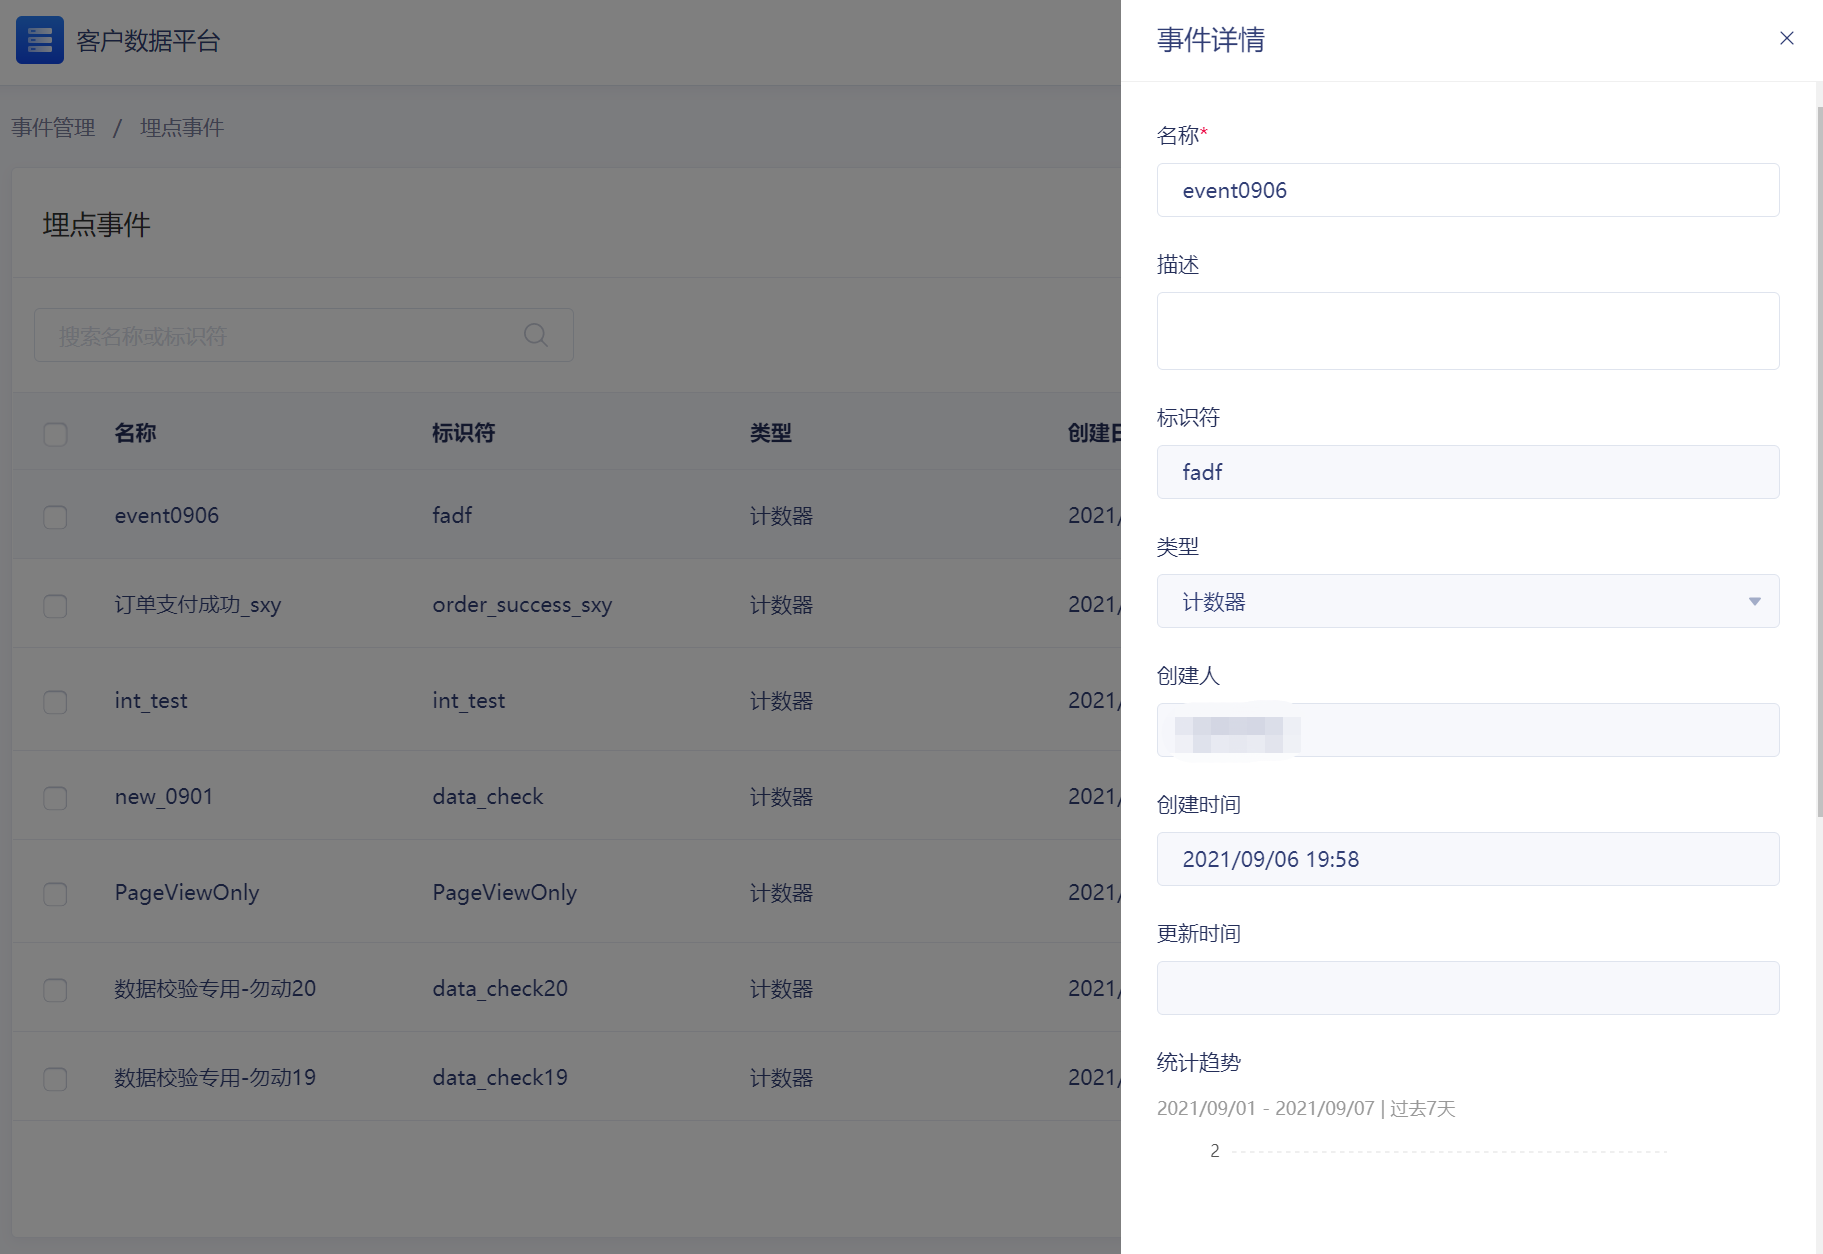 客户数据平台
事件管理 / 埋点事件
埋点事件
搜索名称或标识符
名称 标识符 类型 创建日
event0906 fadf 计数器 2021/
订单支付成功_sxy order_success_sxy 计数器 2021/
int_test int_test 计数器 2021/
new_0901 data_check 计数器 2021/
PageViewOnly PageViewOnly 计数器 2021/
数据校验专用-勿动20 data_check20 计数器 2021/
数据校验专用-勿动19 data_check19 计数器 2021/
事件详情
名称*
event0906
描述
标识符
fadf
类型
计数器
创建人
创建时间
2021/09/06 19:58
更新时间
统计趋势
2021/09/01 - 2021/09/07 | 过去7天
2